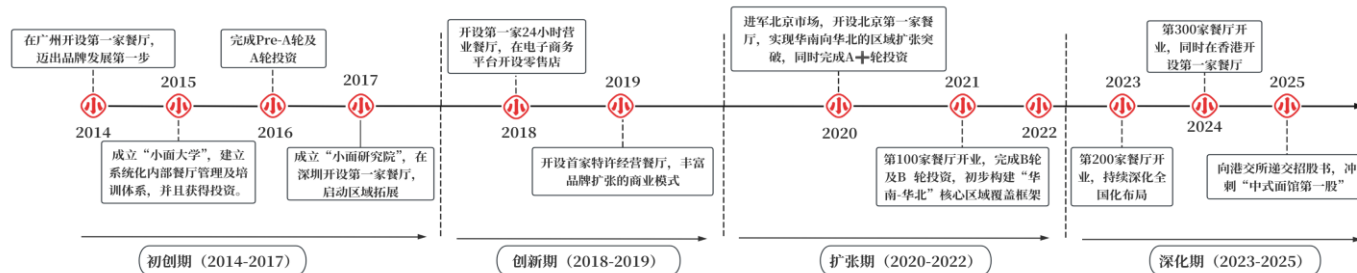 在广州开设第一家餐厅，
迈出品牌发展第一步
小
2014
2015
小
成立“小面大学”，建立
系统化内部餐厅管理及培
训体系，并且获得投资。
完成Pre-A轮及
A轮投资
小
2016
2017
小
成立“小面研究院”，在
深圳开设第一家餐厅，
启动区域拓展
初创期（2014-2017）
开设第一家24小时营
业餐厅，在电子商务
平台开设零售店
小
2018
2019
小
开设首家特许经营餐厅，丰富
品牌扩张的商业模式
创新期（2018-2019）
进军北京市场，开设北京第一家餐
厅，实现华南向华北的区域扩张突
破，同时完成A+轮投资
小
2020
2021
小
第100家餐厅开业，完成B轮
及B 轮投资，初步构建“华
南-华北”核心区域覆盖框架
小
2022
扩张期（2020-2022）
2023
小
第200家餐厅开
业，持续深化全
国化布局
第300家餐厅开
业，同时在香港开
设第一家餐厅
小
2024
2025
小
向港交所递交招股书，冲
刺“中式面馆第一股”
深化期（2023-2025）